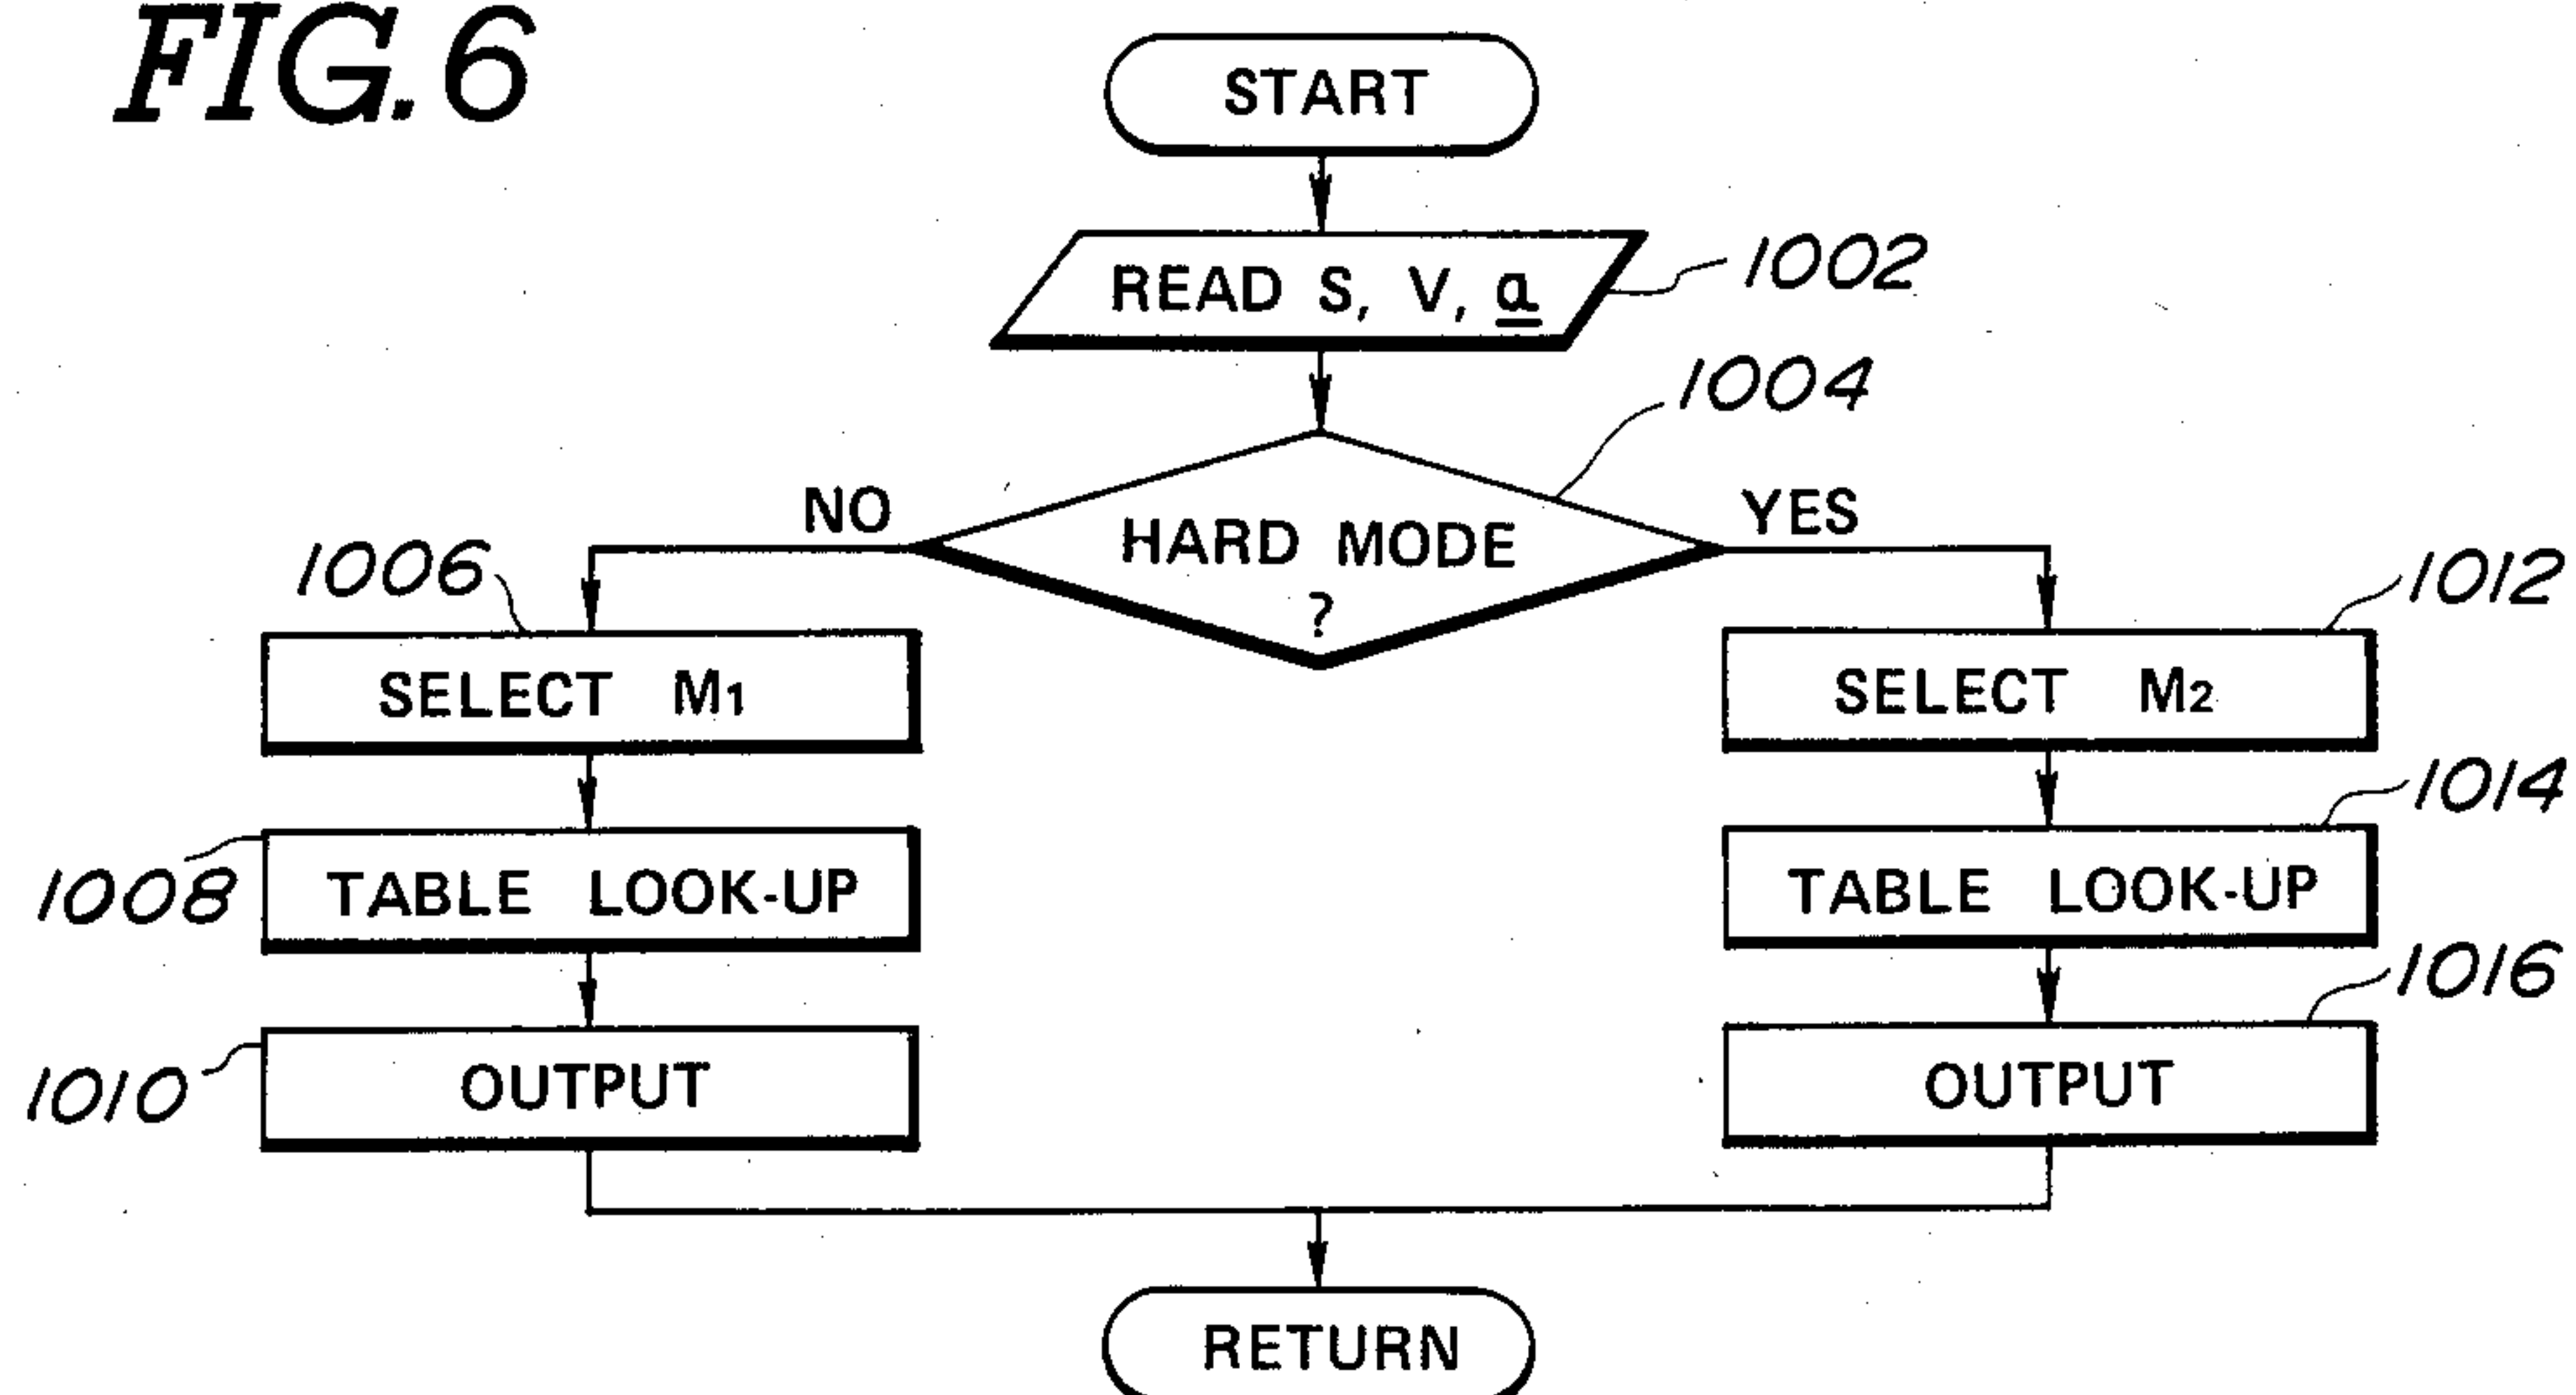 FIG. 6
START
READ S, V, a
1002
1004
HARD MODE
?
NO
YES
1006
SELECT M1
1008
TABLE LOOK-UP
1010
OUTPUT
1012
SELECT M2
1014
TABLE LOOK-UP
1016
OUTPUT
RETURN